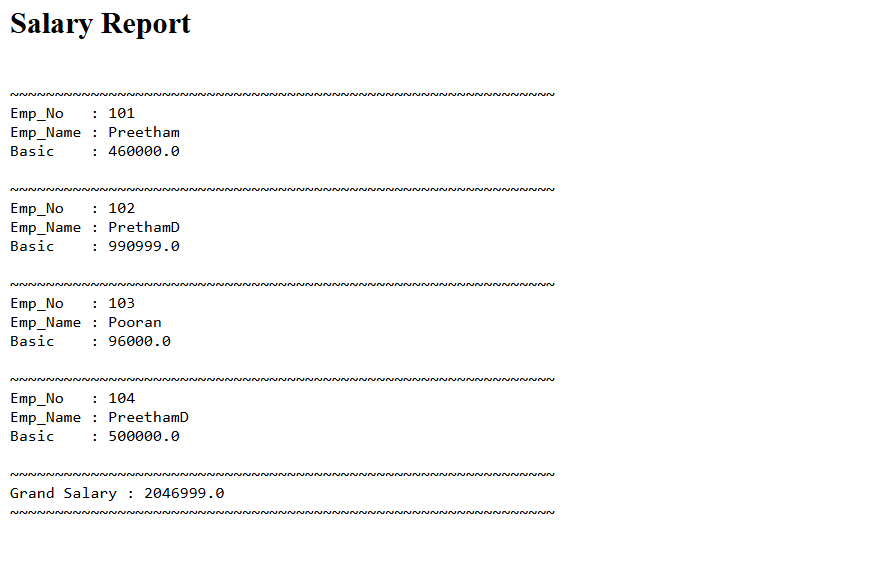 Salary Report
~~~~~~~~~~~~~~~~~~~~~~~~~~~~~~~~~~~~~~~~~~~~~~~~~~~~~~~~~~~~~
Emp_No   : 101
Emp_Name : Preetham
Basic    : 460000.0
~~~~~~~~~~~~~~~~~~~~~~~~~~~~~~~~~~~~~~~~~~~~~~~~~~~~~~~~~~~~~
Emp_No   : 102
Emp_Name : PrethamD
Basic    : 990999.0
~~~~~~~~~~~~~~~~~~~~~~~~~~~~~~~~~~~~~~~~~~~~~~~~~~~~~~~~~~~~~
Emp_No   : 103
Emp_Name : Pooran
Basic    : 96000.0
~~~~~~~~~~~~~~~~~~~~~~~~~~~~~~~~~~~~~~~~~~~~~~~~~~~~~~~~~~~~~
Emp_No   : 104
Emp_Name : PreethamD
Basic    : 500000.0
~~~~~~~~~~~~~~~~~~~~~~~~~~~~~~~~~~~~~~~~~~~~~~~~~~~~~~~~~~~~~
Grand Salary : 2046999.0
~~~~~~~~~~~~~~~~~~~~~~~~~~~~~~~~~~~~~~~~~~~~~~~~~~~~~~~~~~~~~